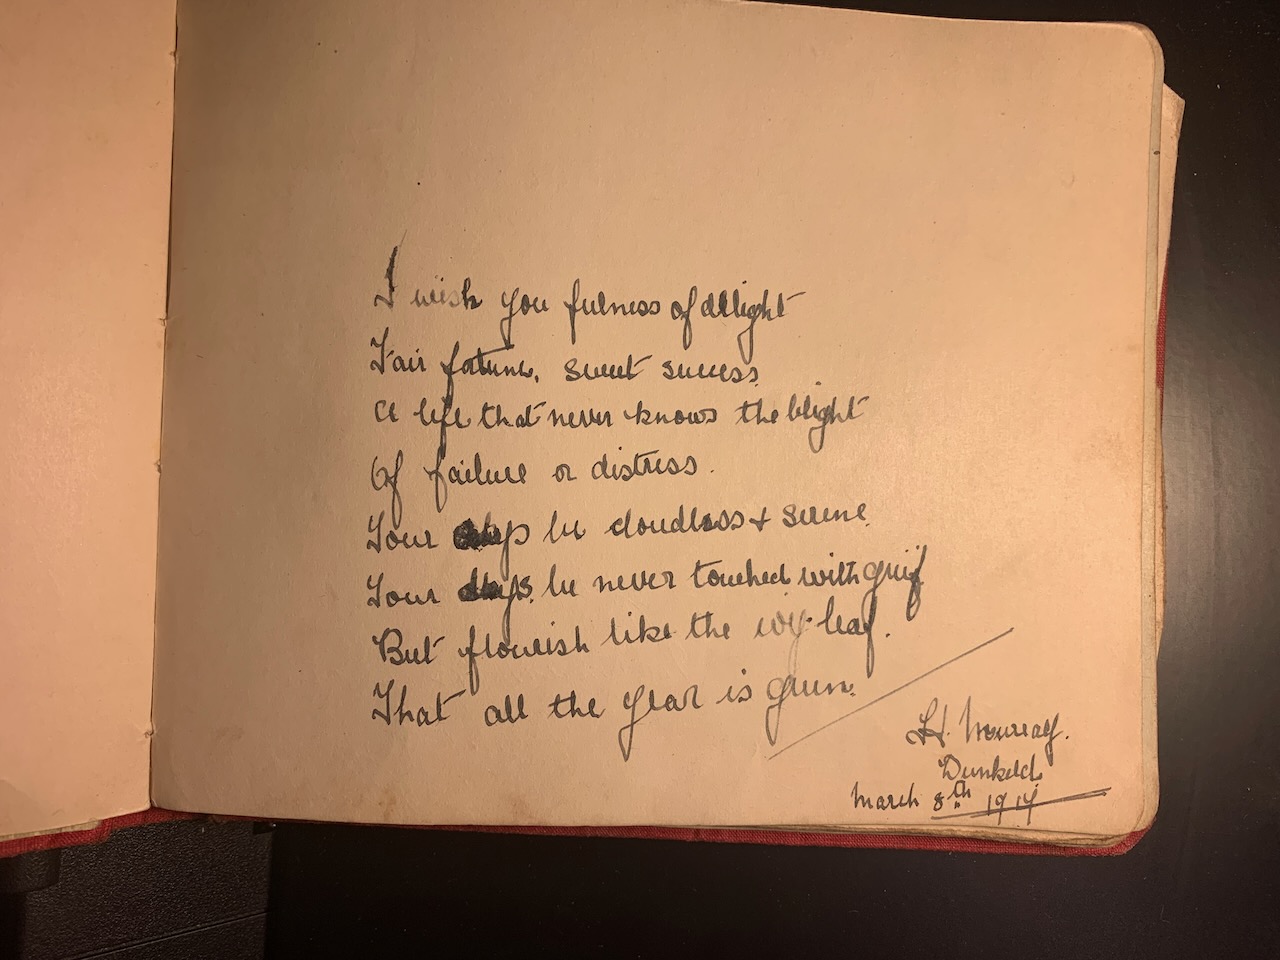 I wish you fulness of delight
Fair fortune, sweet success
A life that never knows the blight
Of failure or distress.
Your days be cloudless & serene
Your days be never touched with grief
But flourish like the ivy leaf.
That all the year is green.
H. Murray.
Dunkeld
March 8th 1914